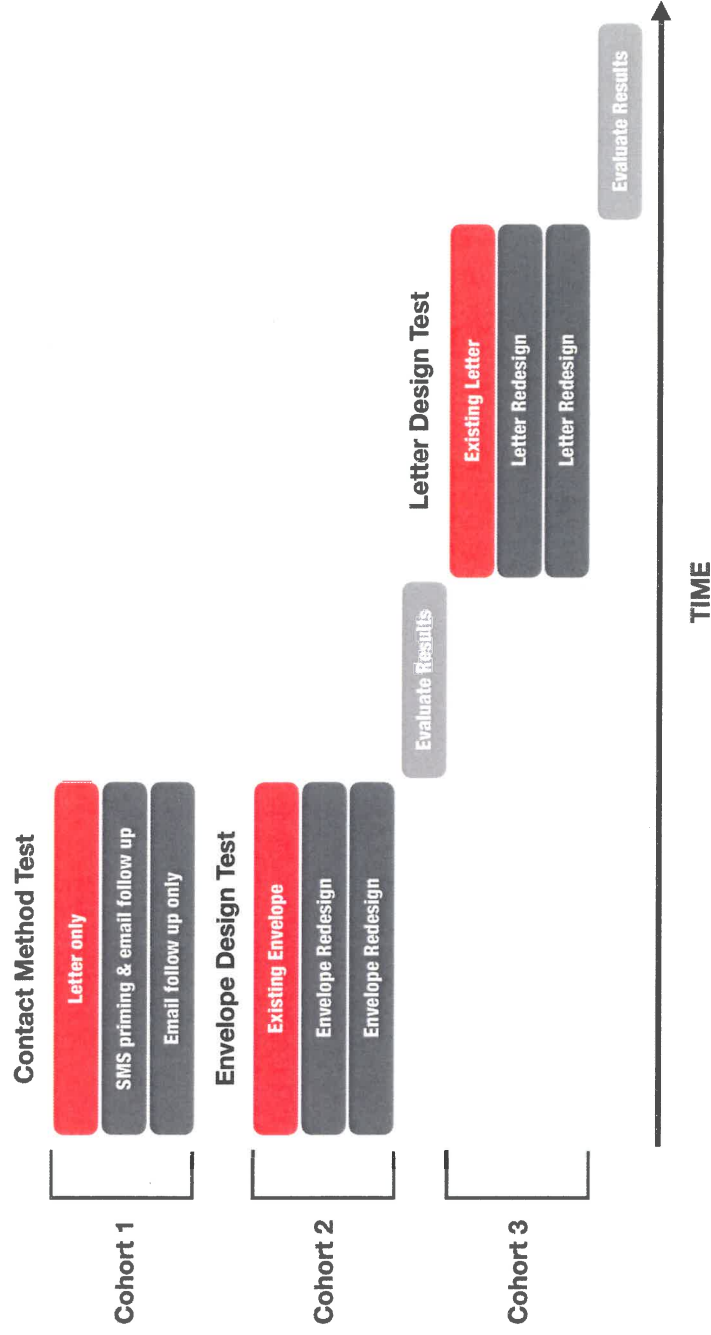 Contact Method Test
Cohort 1
Letter only
SMS priming & email follow up
Email follow up only
Envelope Design Test
Cohort 2
Existing Envelope
Envelope Redesign
Envelope Redesign
Evaluate Results
Letter Design Test
Cohort 3
Existing Letter
Letter Redesign
Letter Redesign
Evaluate Results
TIME